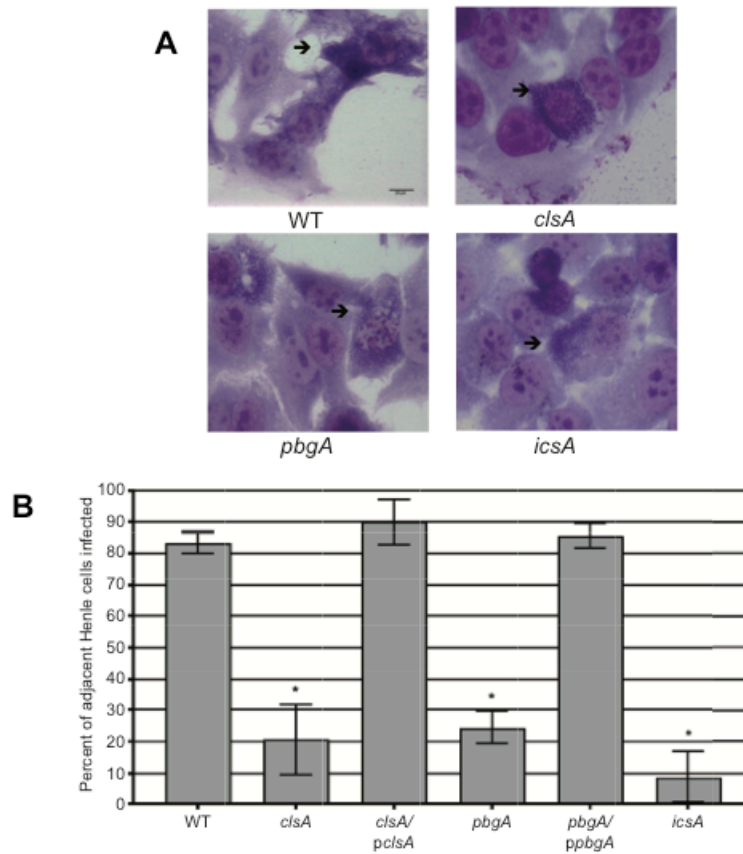 A
WT
clsA
pbgA
icsA
B
Percent of adjacent Henle cells infected
100
90
80
70
60
50
40
30
20
10
0
*
*
*
WT
clsA
clsA/
pclsA
pbgA
pbgA/
ppbgA
icsA